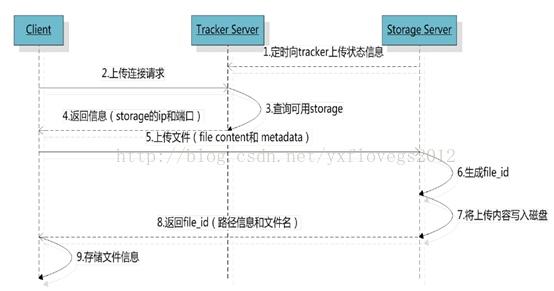 Client
Tracker Server
Storage Server
1.定时向tracker上传状态信息
2.上传连接请求
3.查询可用storage
4.返回信息（storage的ip和端口）
5.上传文件（file content和 metadata）
http://blog.csdn.net/yxflovegs2012
6.生成file_id
7.将上传内容写入磁盘
8.返回file_id（路径信息和文件名）
9.存储文件信息